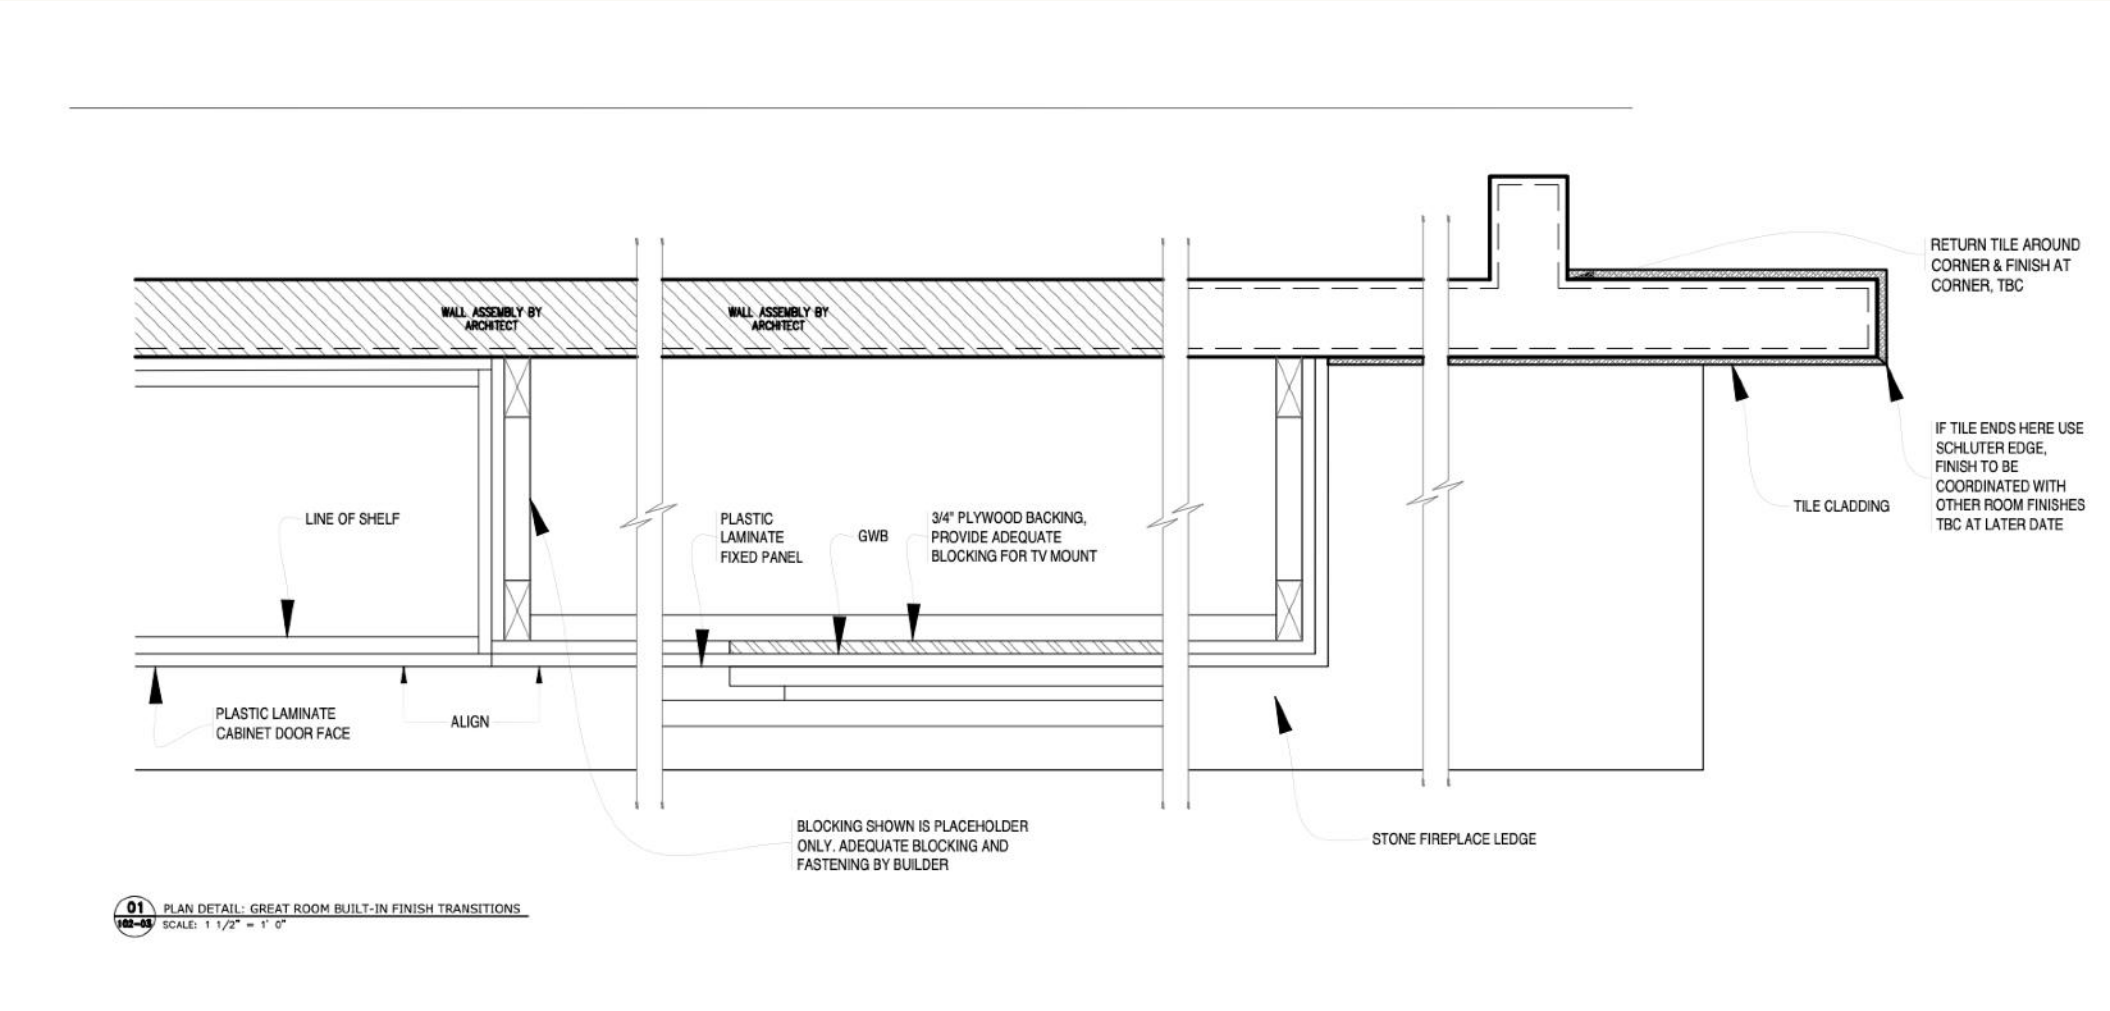 RETURN TILE AROUND
CORNER & FINISH AT
CORNER, TBC
WALL ASSEMBLY BY
ARCHITECT
WALL ASSEMBLY BY
ARCHITECT
IF TILE ENDS HERE USE
SCHLUTER EDGE,
FINISH TO BE
COORDINATED WITH
OTHER ROOM FINISHES
TBC AT LATER DATE
TILE CLADDING
LINE OF SHELF
PLASTIC
LAMINATE
FIXED PANEL
GWB
3/4" PLYWOOD BACKING,
PROVIDE ADEQUATE
BLOCKING FOR TV MOUNT
PLASTIC LAMINATE
CABINET DOOR FACE
ALIGN
BLOCKING SHOWN IS PLACEHOLDER
ONLY. ADEQUATE BLOCKING AND
FASTENING BY BUILDER
STONE FIREPLACE LEDGE
01
102-03
PLAN DETAIL: GREAT ROOM BUILT-IN FINISH TRANSITIONS
SCALE: 1 1/2" = 1' 0"